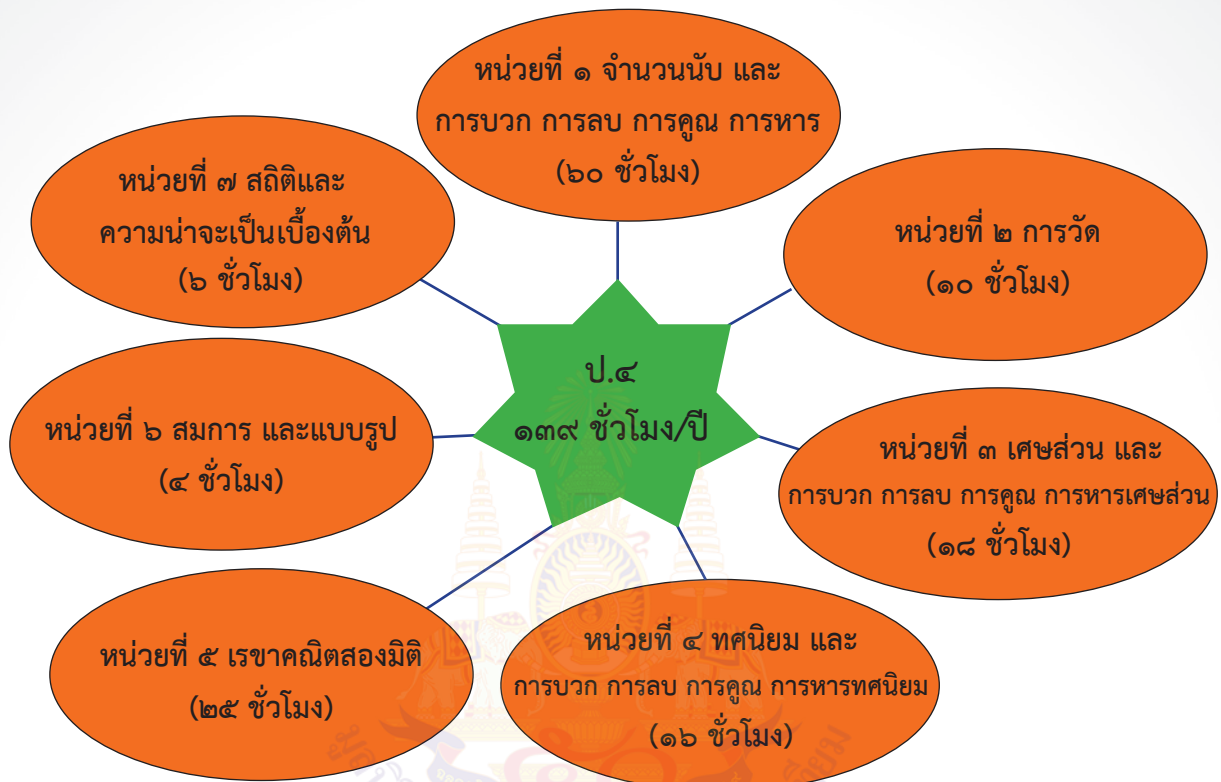 หน่วยที่ ๑ จำนวนนับ และ
การบวก การลบ การคูณ การหาร
(๖๐ ชั่วโมง)
หน่วยที่ ๗ สถิติและ
ความน่าจะเป็นเบื้องต้น
(๖ ชั่วโมง)
หน่วยที่ ๒ การวัด
(๑๐ ชั่วโมง)
ป.๔
๑๓๙ ชั่วโมง/ปี
หน่วยที่ ๖ สมการ และแบบรูป
(๔ ชั่วโมง)
หน่วยที่ ๓ เศษส่วน และ
การบวก การลบ การคูณ การหารเศษส่วน
(๑๘ ชั่วโมง)
หน่วยที่ ๕ เรขาคณิตสองมิติ
(๒๕ ชั่วโมง)
หน่วยที่ ๔ ทศนิยม และ
การบวก การลบ การคูณ การหารทศนิยม
(๑๖ ชั่วโมง)